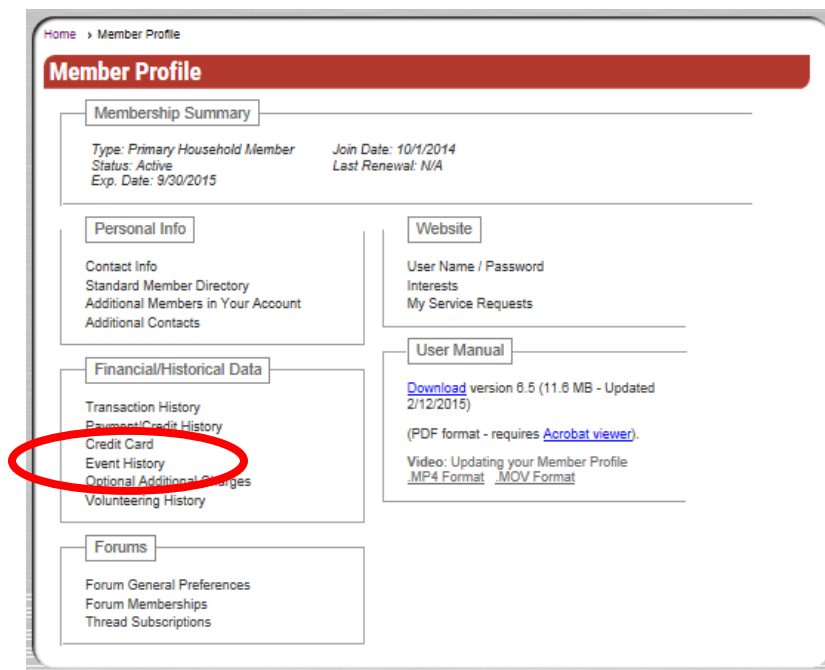 Home › Member Profile
Member Profile
Membership Summary
Type: Primary Household Member Join Date: 10/1/2014
Status: Active Last Renewal: N/A
Exp. Date: 9/30/2015
Personal Info
Contact Info
Standard Member Directory
Additional Members in Your Account
Additional Contacts
Website
User Name / Password
Interests
My Service Requests
Financial/Historical Data
Transaction History
Payment/Credit History
Credit Card
Event History
Optional Additional Charges
Volunteering History
User Manual
Download version 6.5 (11.6 MB - Updated
2/12/2015)
(PDF format - requires Acrobat viewer).
Video: Updating your Member Profile
.MP4 Format .MOV Format
Forums
Forum General Preferences
Forum Memberships
Thread Subscriptions